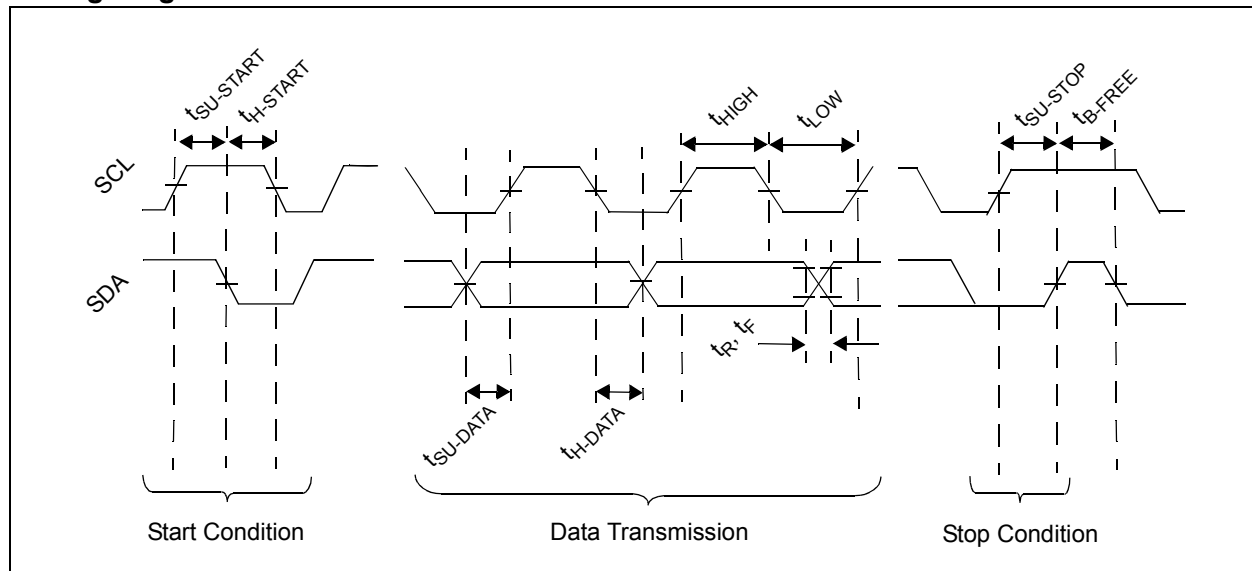 tSU-START
tH-START
tHIGH
tLOW
tSU-STOP
tB-FREE
SCL
SDA
tR, tF
tSU-DATA
tH-DATA
Start Condition
Data Transmission
Stop Condition